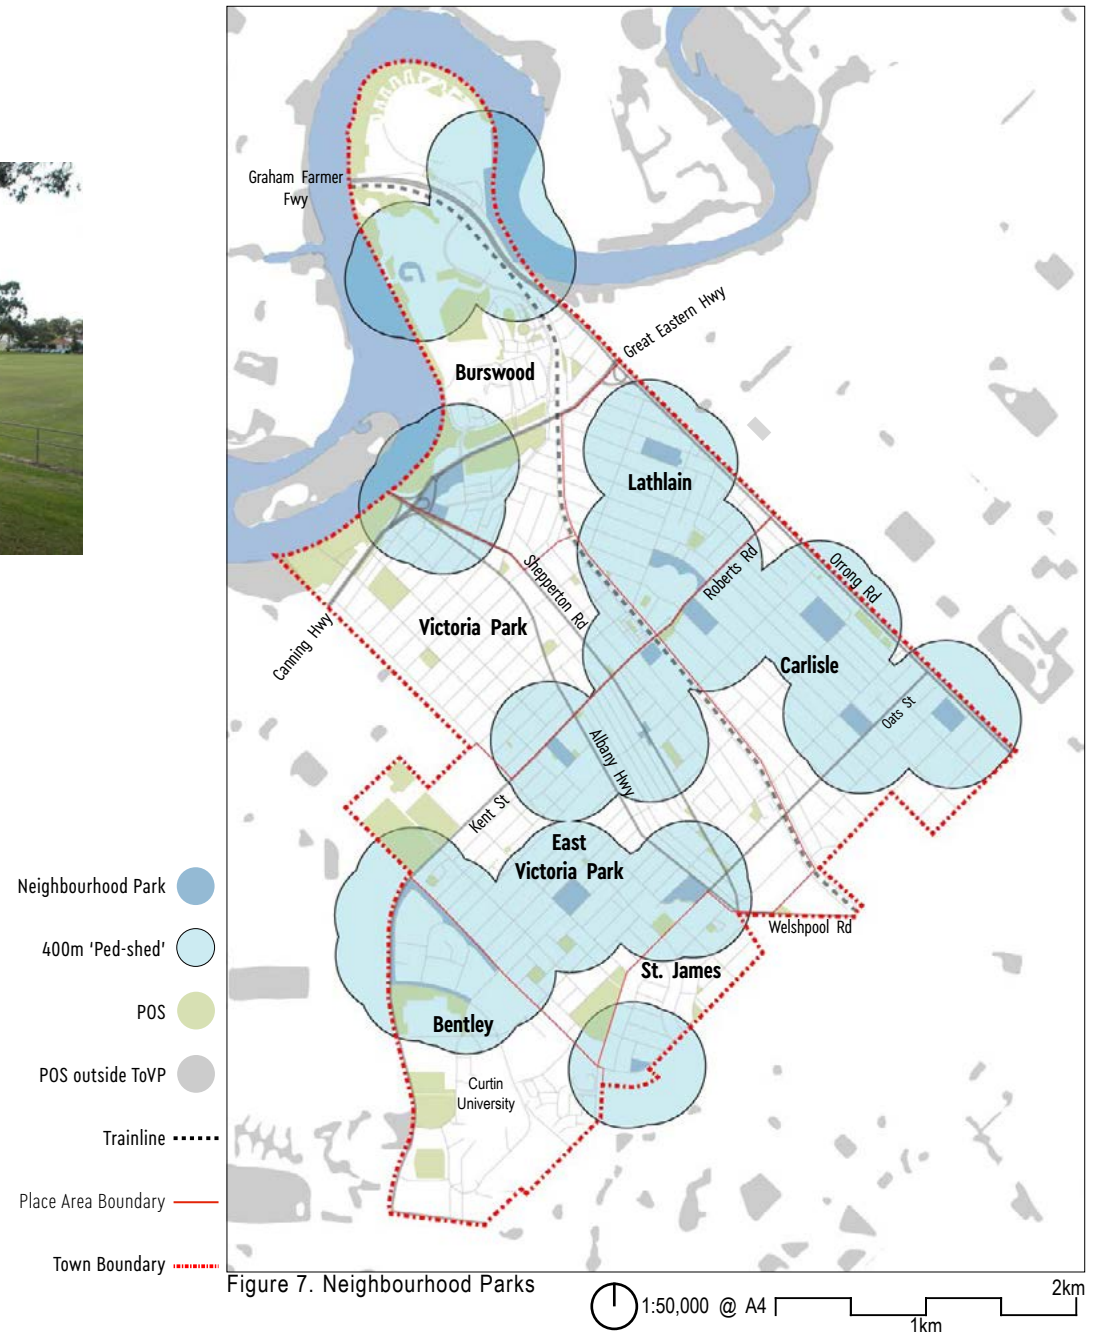 Graham Farmer
Fwy
Great Eastern Hwy
Burswood
Lathlain
Roberts Rd
Orrong Rd
Shepperton Rd
Victoria Park
Canning Hwy
Carlisle
Oats St
Albany Hwy
Kent St
East
Victoria Park
Welshpool Rd
St. James
Bentley
Curtin
University
Neighbourhood Park
400m 'Ped-shed'
POS
POS outside ToVP
Trainline
Place Area Boundary
Town Boundary
Figure 7. Neighbourhood Parks
1:50,000 @ A4
1km
2km